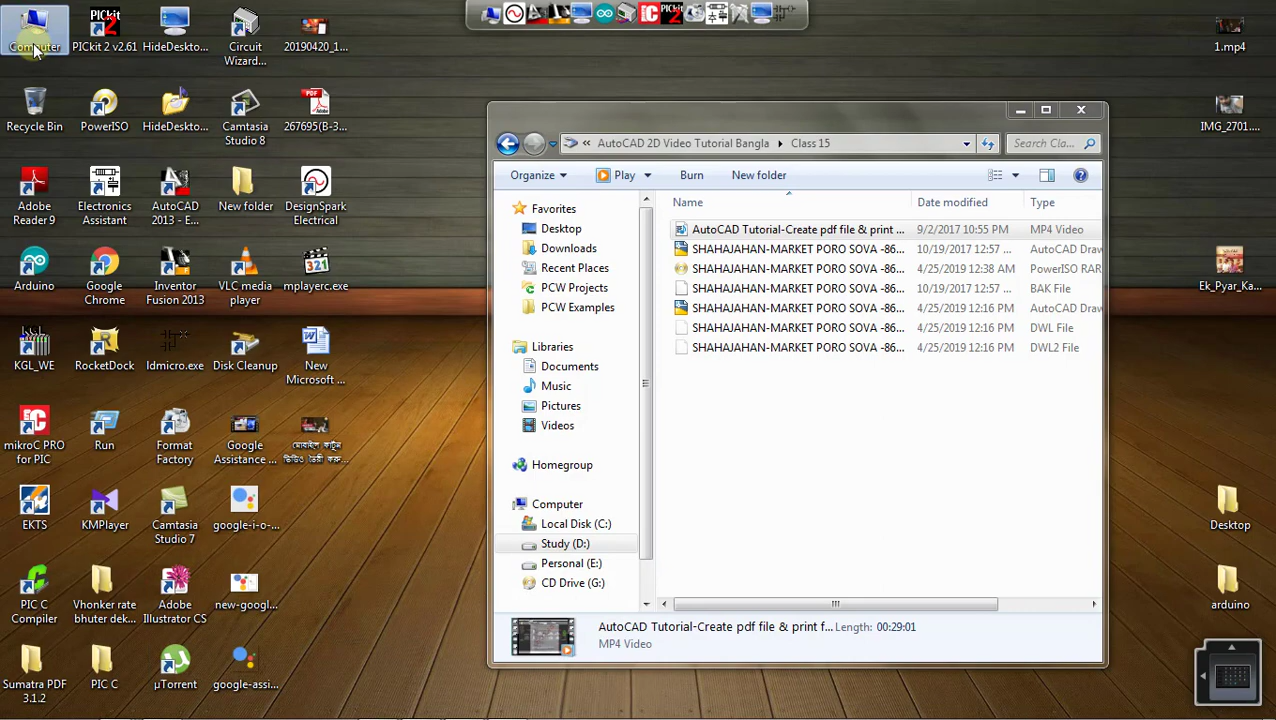 Computer
PICkit 2 v2.61
HideDeskto...
Circuit
Wizard...
20190420_1...
1.mp4
Recycle Bin
PowerISO
HideDeskto...
Camtasia
Studio 8
267695(B-3...
IMG_2701....
Adobe
Reader 9
Electronics
Assistant
AutoCAD
2013 - E...
New folder
DesignSpark
Electrical
Arduino
Google
Chrome
Inventor
Fusion 2013
VLC media
player
mplayerc.exe
Ek_Pyar_Ka...
KGL_WE
RocketDock
ldmicro.exe
Disk Cleanup
New
Microsoft ...
mikroC PRO
for PIC
Run
Format
Factory
Google
Assistance ...
EKTS
KMPlayer
Camtasia
Studio 7
google-i-o-...
Desktop
PIC C
Compiler
Vhonker rate
bhuter dek...
Adobe
Illustrator CS
new-googl...
arduino
Sumatra PDF
3.1.2
PIC C
µTorrent
google-assi...
« AutoCAD 2D Video Tutorial Bangla Class 15
Search Cla...
Organize Play Burn New folder
Name Date modified Type
AutoCAD Tutorial-Create pdf file & print ... 9/2/2017 10:55 PM MP4 Video
SHAHAJAHAN-MARKET PORO SOVA -86... 10/19/2017 12:57 ... AutoCAD Draw
SHAHAJAHAN-MARKET PORO SOVA -86... 4/25/2019 12:38 AM PowerISO RAR
SHAHAJAHAN-MARKET PORO SOVA -86... 10/19/2017 12:57 ... BAK File
SHAHAJAHAN-MARKET PORO SOVA -86... 4/25/2019 12:16 PM AutoCAD Draw
SHAHAJAHAN-MARKET PORO SOVA -86... 4/25/2019 12:16 PM DWL File
SHAHAJAHAN-MARKET PORO SOVA -86... 4/25/2019 12:16 PM DWL2 File
Favorites
Desktop
Downloads
Recent Places
PCW Projects
PCW Examples
Libraries
Documents
Music
Pictures
Videos
Homegroup
Computer
Local Disk (C:)
Study (D:)
Personal (E:)
CD Drive (G:)
AutoCAD Tutorial-Create pdf file & print f... Length: 00:29:01
MP4 Video